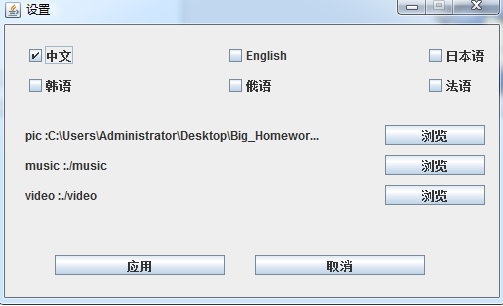 设置
中文 English 日本语
韩语 俄语 法语
pic :C:\Users\Administrator\Desktop\Big_Homewor... 浏览
music :./music 浏览
video :./video 浏览
应用 取消